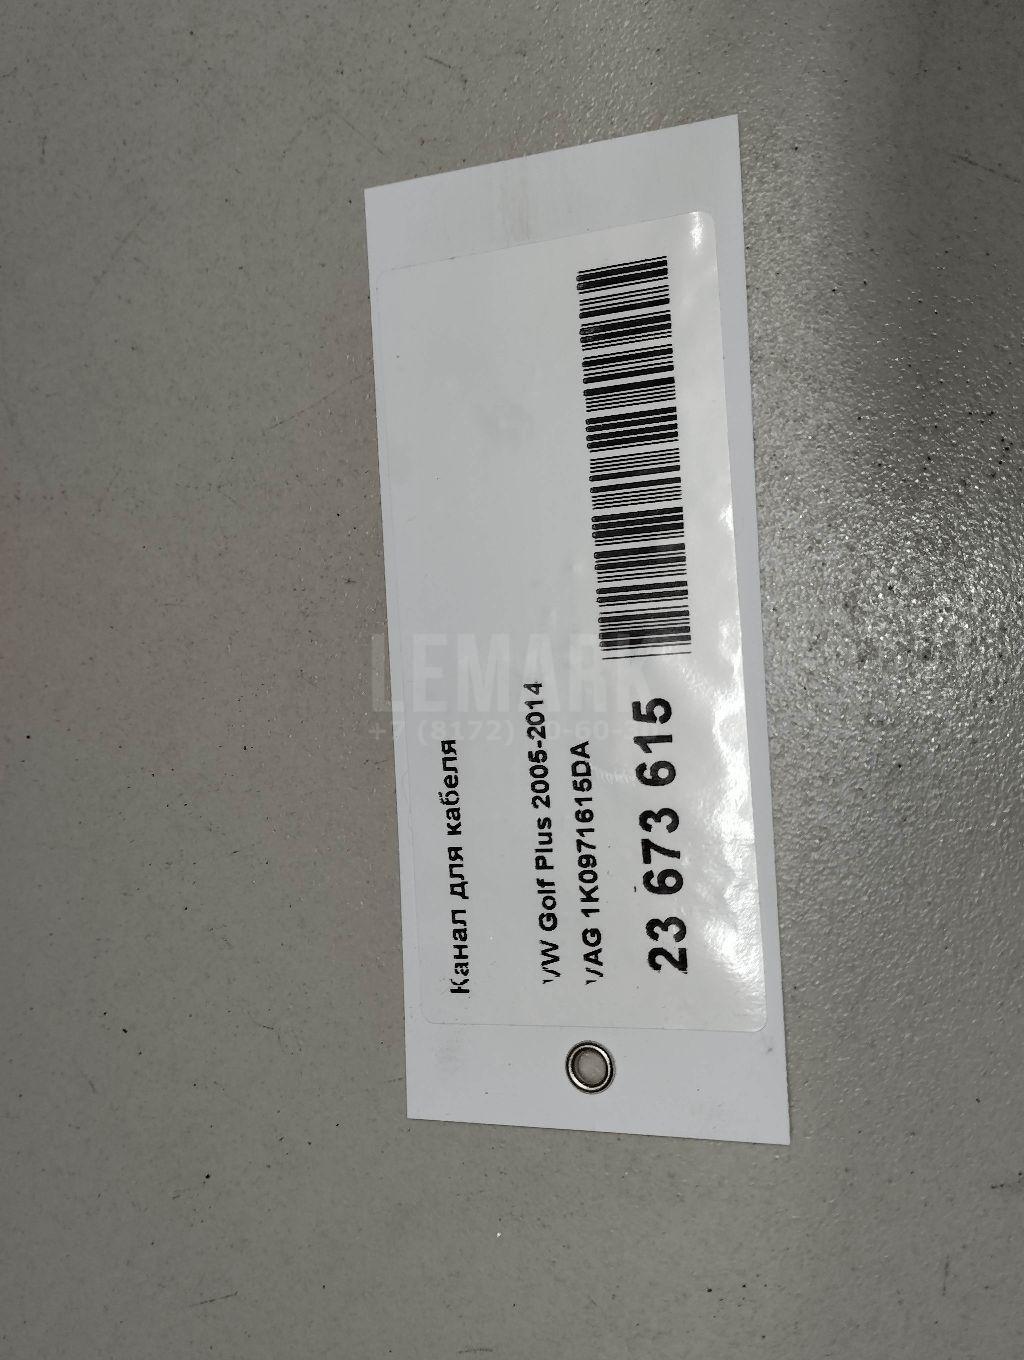 Канал для кабеля
VW Golf Plus 2005-2014
VAG 1K0971615DA
23 673 615
LEMARK